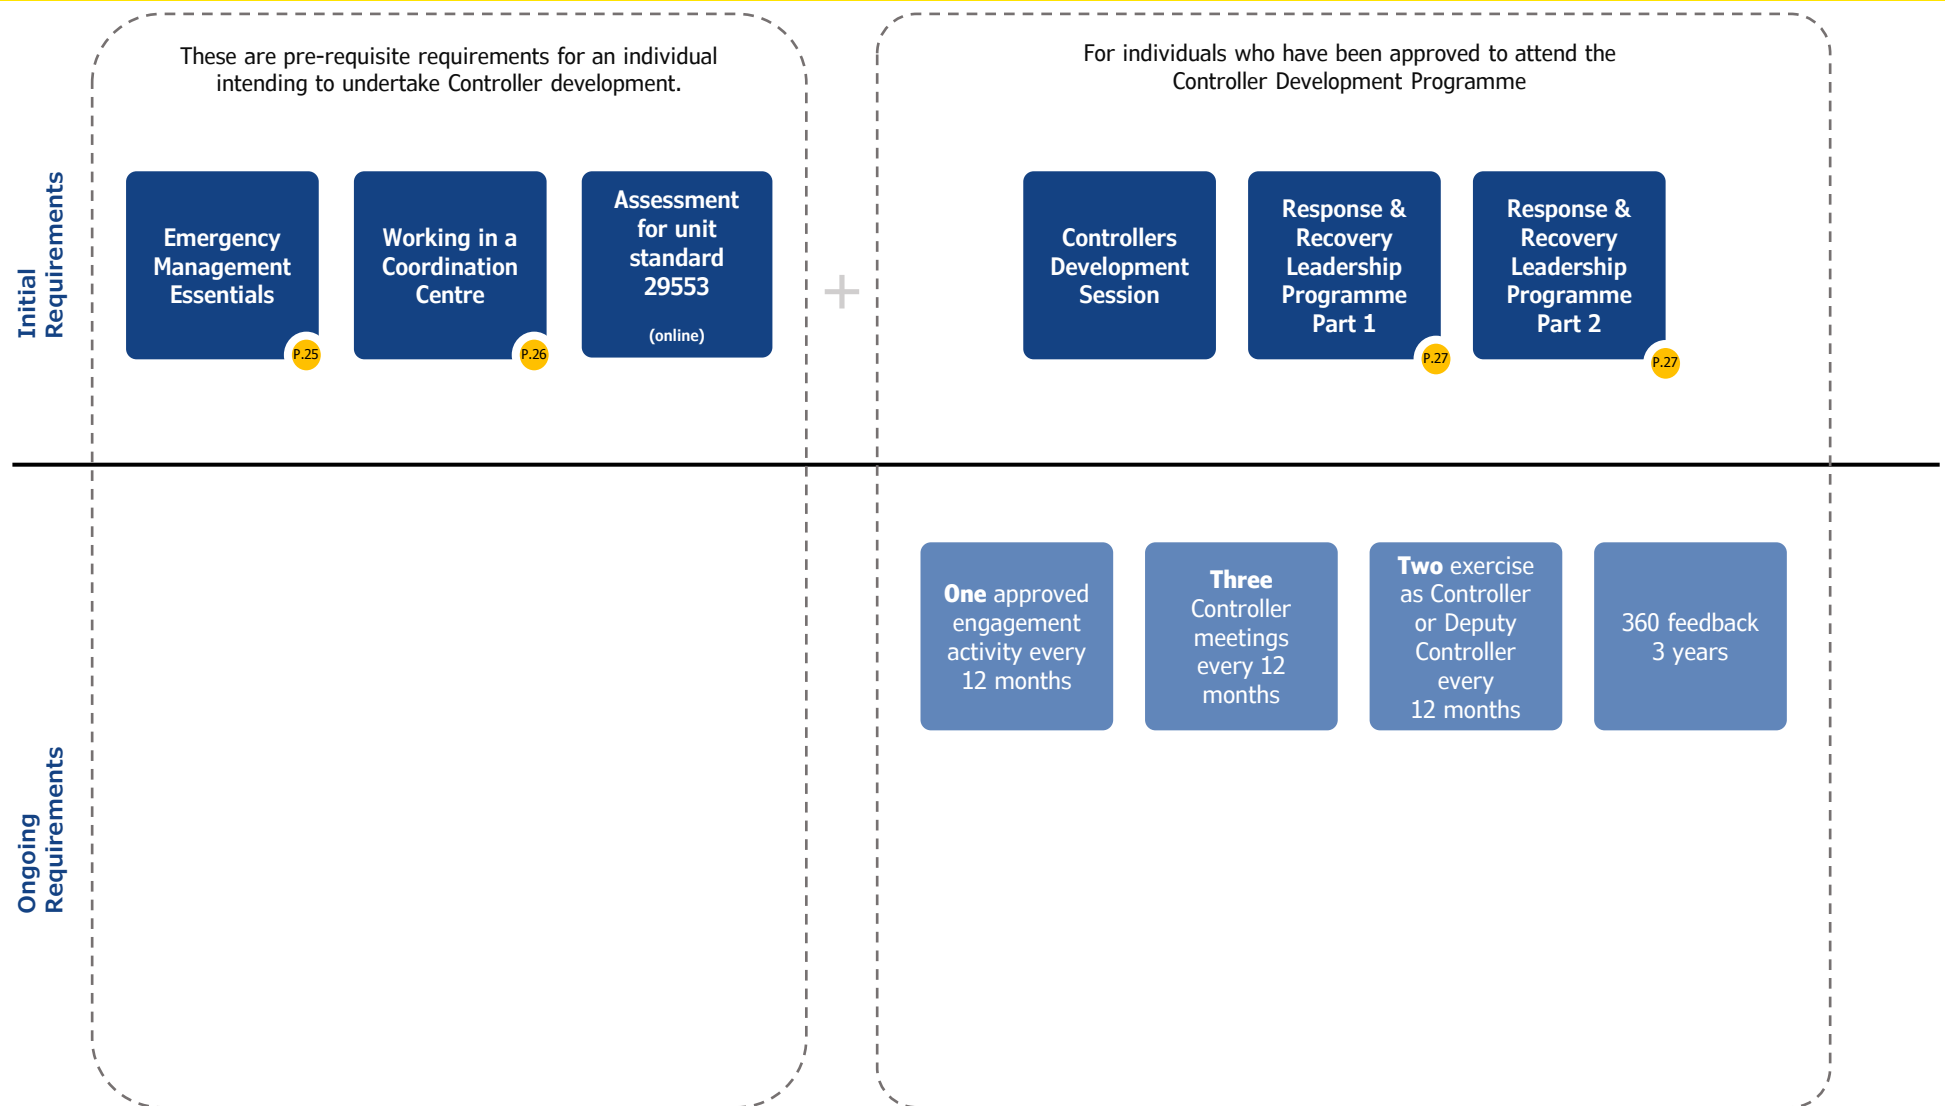 These are pre-requisite requirements for an individual
intending to undertake Controller development.
For individuals who have been approved to attend the
Controller Development Programme
Initial
Requirements
Emergency
Management
Essentials
P.25
Working in a
Coordination
Centre
P.26
Assessment
for unit
standard
29553
(online)
+
Controllers
Development
Session
Response &
Recovery
Leadership
Programme
Part 1
P.27
Response &
Recovery
Leadership
Programme
Part 2
P.27
Ongoing
Requirements
One approved
engagement
activity every
12 months
Three
Controller
meetings
every 12
months
Two exercise
as Controller
or Deputy
Controller
every
12 months
360 feedback
3 years